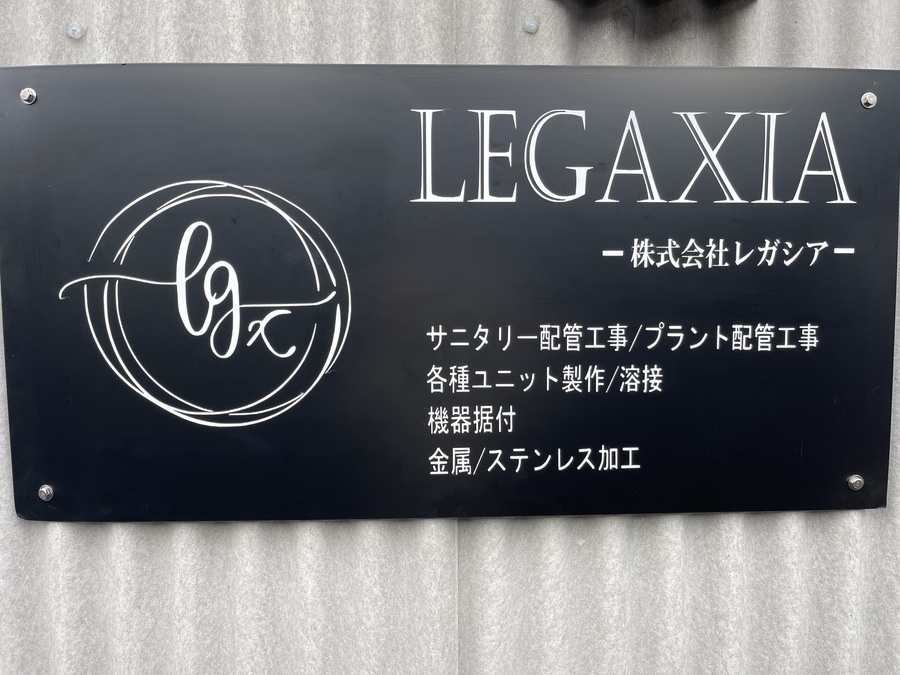 lgx
LEGAXIA
ー株式会社レガシアー
サニタリー配管工事/プラント配管工事
各種ユニット製作/溶接
機器据付
金属/ステンレス加工